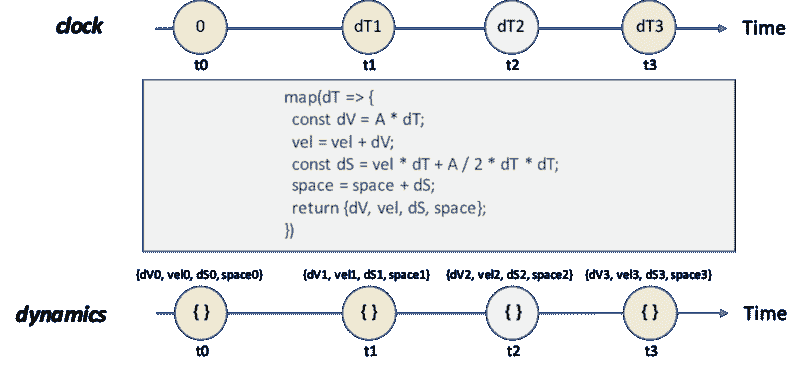 clock 0 dT1 dT2 dT3 Time
t0 t1 t2 t3
map(dT => {
const dV = A * dT;
vel = vel + dV;
const dS = vel * dT + A / 2 * dT * dT;
space = space + dS;
return {dV, vel, dS, space};
})
{dV0, vel0, dS0, space0} {dV1, vel1, dS1, space1} {dV2, vel2, dS2, space2} {dV3, vel3, dS3, space3}
dynamics { } { } { } { } Time
t0 t1 t2 t3